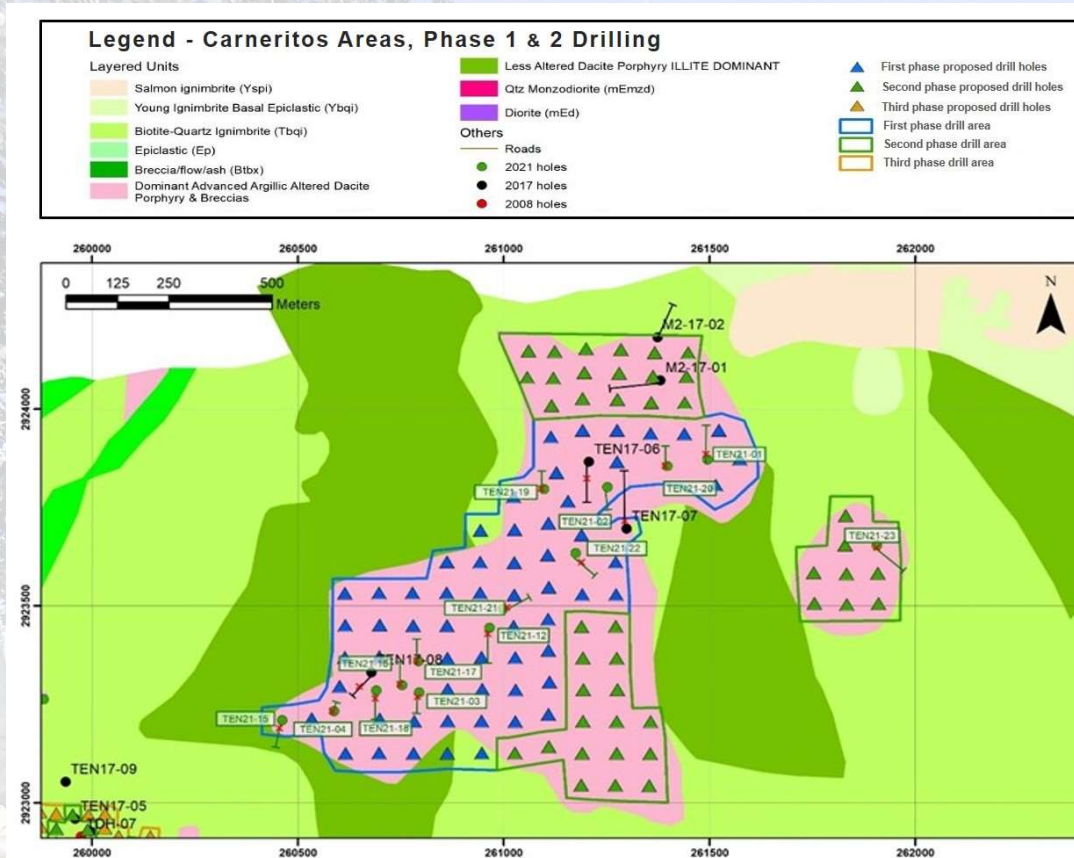 Legend - Carneritos Areas, Phase 1 & 2 Drilling
Layered Units
Salmon ignimbrite (Yspi)
Young Ignimbrite Basal Epiclastic (Ybqi)
Biotite-Quartz Ignimbrite (Tbqi)
Epiclastic (Ep)
Breccia/flow/ash (Btbx)
Dominant Advanced Argillic Altered Dacite
Porphyry & Breccias
Less Altered Dacite Porphyry ILLITE DOMINANT
Qtz Monzodiorite (mEmzd)
Diorite (mEd)
Others
Roads
2021 holes
2017 holes
2008 holes
First phase proposed drill holes
Second phase proposed drill holes
Third phase proposed drill holes
First phase drill area
Second phase drill area
Third phase drill area
260000 260500 261000 261500 262000
0 125 250 500
Meters
N
M2-17-02
M2-17-01
2924000
TEN17-06
TEN21-01
TEN21-19
TEN21-20
TEN21-02
TEN17-07
TEN21-23
TEN21-22
2923500
TEN21-21
TEN21-12
TEN17-08
TEN21-17
TEN21-03
TEN21-15
TEN21-04
TEN21-18
TEN17-09
2923000
TEN17-05
TDH-07
260000 260500 261000 261500 262000